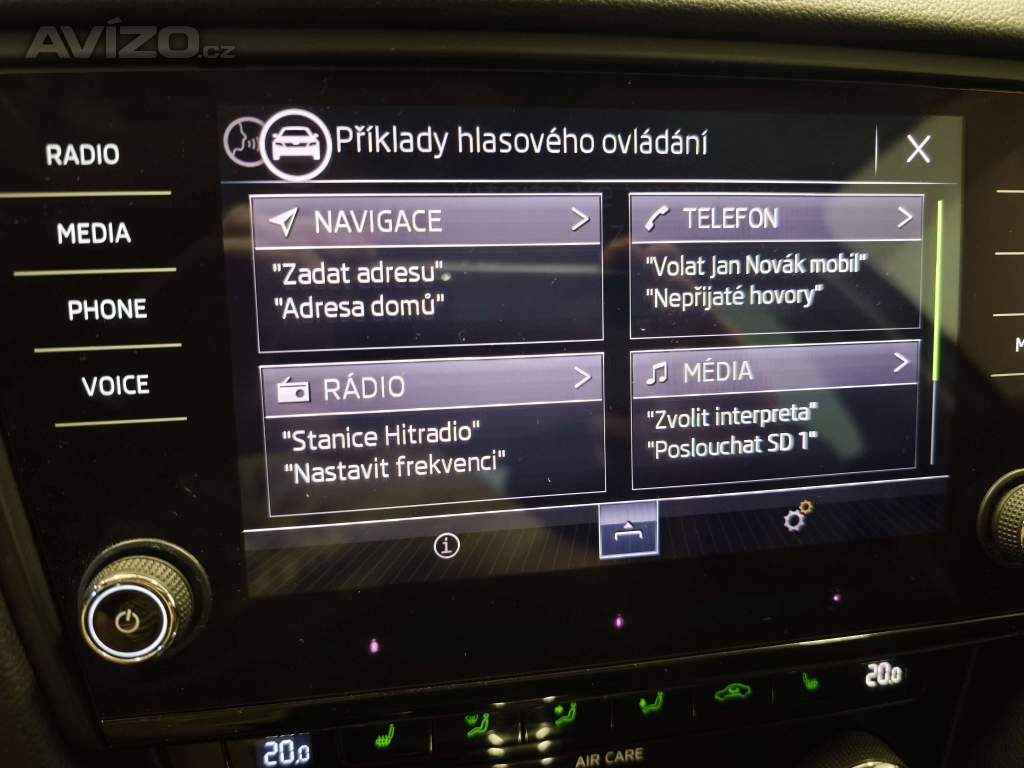 AVÍZO.cz
RADIO
MEDIA
PHONE
VOICE
Příklady hlasového ovládání
NAVIGACE
"Zadat adresu"
"Adresa domů"
TELEFON
"Volat Jan Novák mobil"
"Nepřijaté hovory"
RÁDIO
"Stanice Hitradio"
"Nastavit frekvenci"
MÉDIA
"Zvolit interpreta"
"Poslouchat SD 1"
M
20,0
20,0
AIR CARE